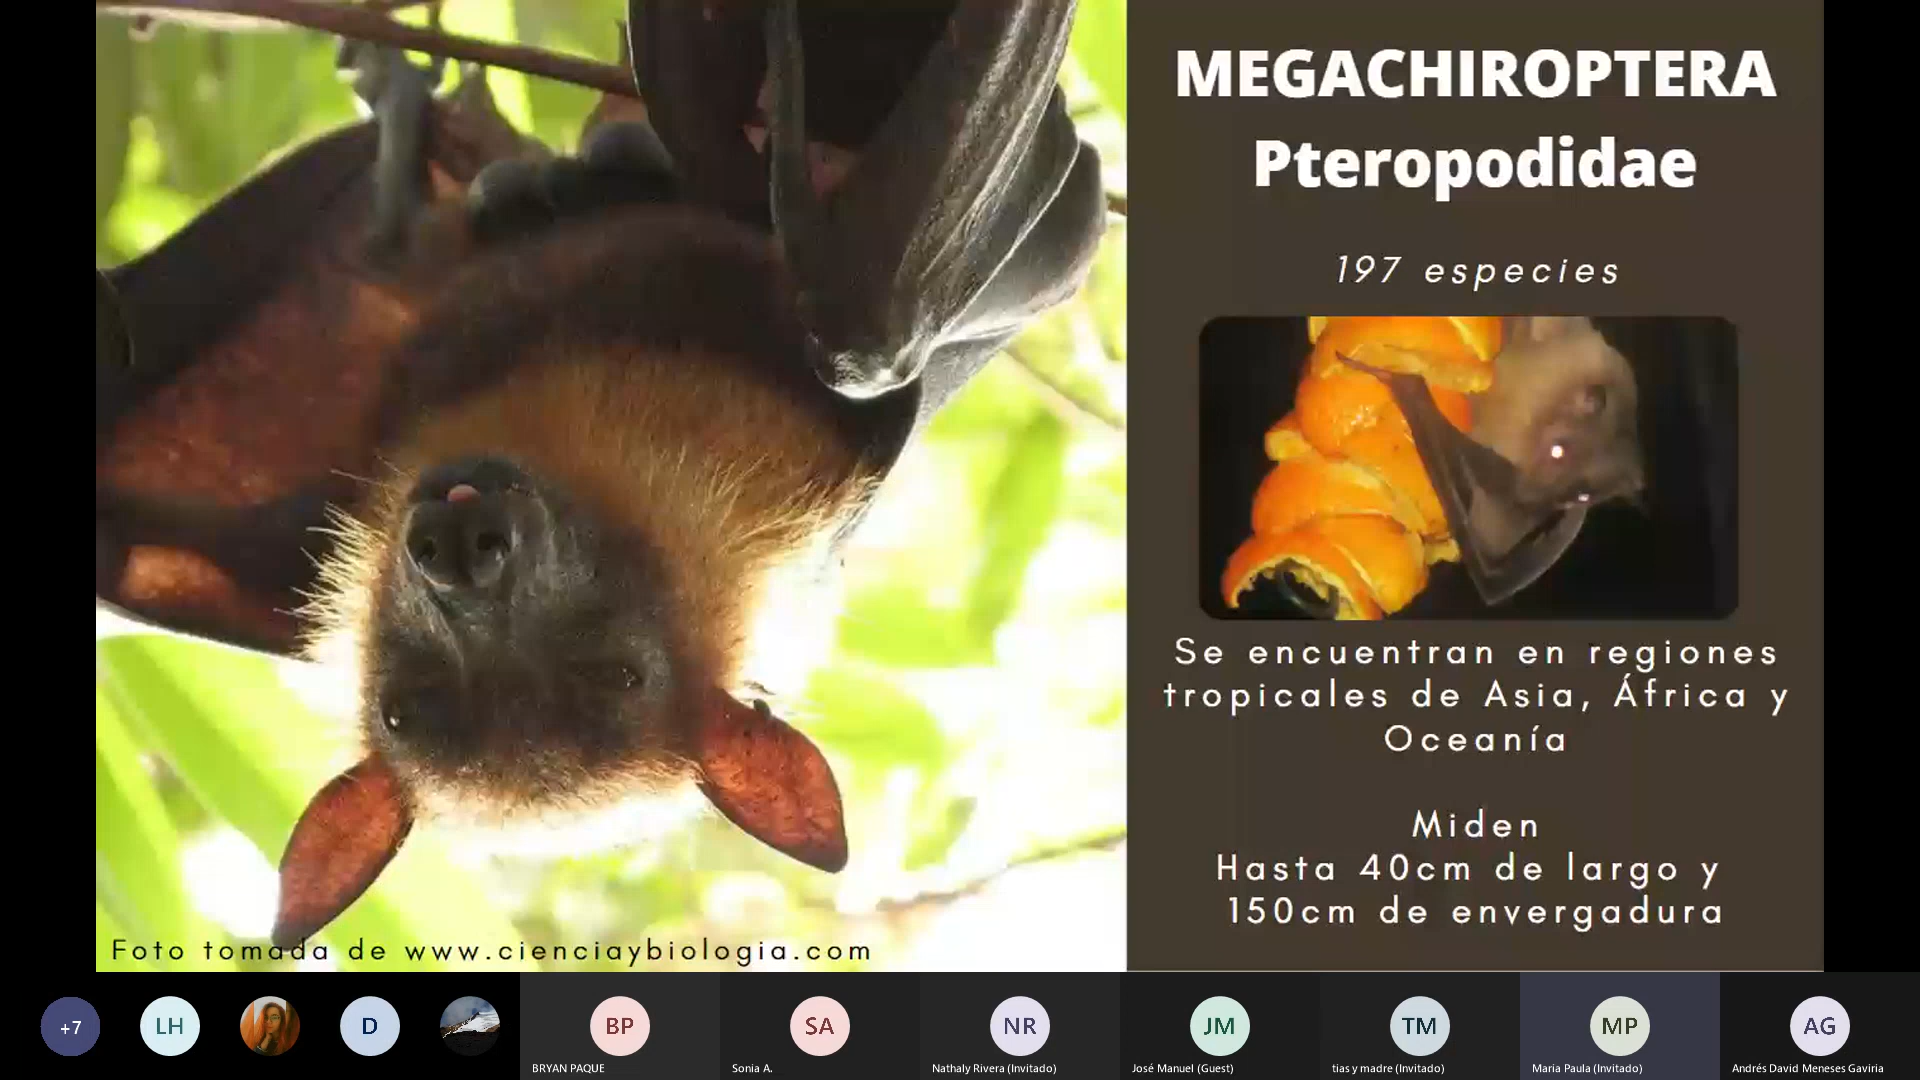 MEGACHIROPTERA
Pteropodidae
197 especies
Se encuentran en regiones
tropicales de Asia, África y
Oceanía
Miden
Hasta 40cm de largo y
150cm de envergadura
Foto tomada de www.cienciaybiologia.com
+7
LH
D
BP
SA
NR
JM
TM
MP
AG
BRYAN PAQUE
Sonia A.
Nathaly Rivera (Invitado)
José Manuel (Guest)
tias y madre (Invitado)
Maria Paula (Invitado)
Andrés David Meneses Gaviria